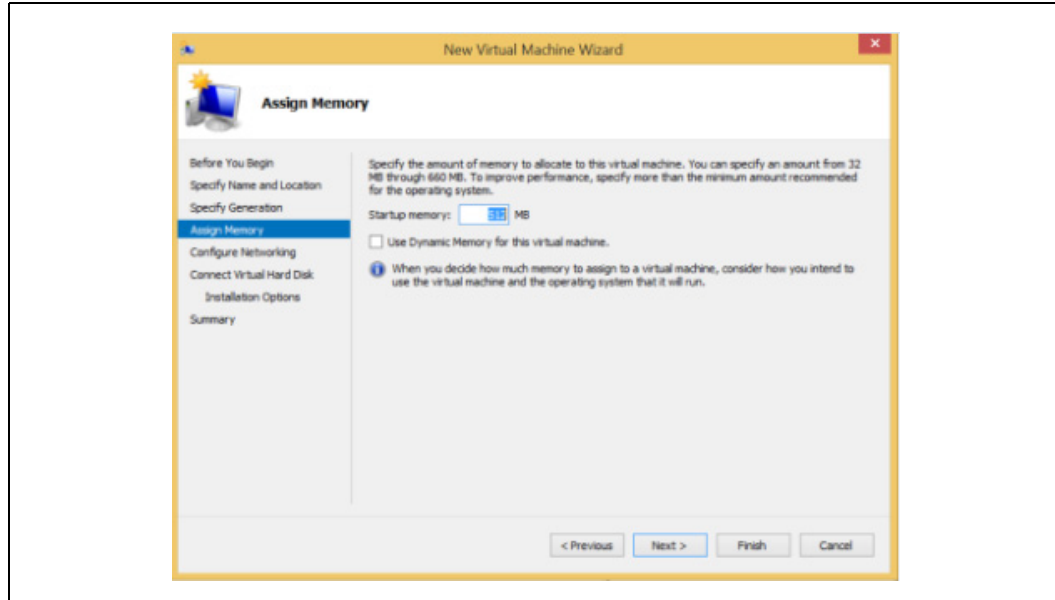 New Virtual Machine Wizard
Assign Memory
Before You Begin
Specify Name and Location
Specify Generation
Assign Memory
Configure Networking
Connect Virtual Hard Disk
Installation Options
Summary
Specify the amount of memory to allocate to this virtual machine. You can specify an amount from 32
MB through 660 MB. To improve performance, specify more than the minimum amount recommended
for the operating system.
Startup memory: 512 MB
Use Dynamic Memory for this virtual machine.
When you decide how much memory to assign to a virtual machine, consider how you intend to
use the virtual machine and the operating system that it will run.
< Previous Next > Finish Cancel